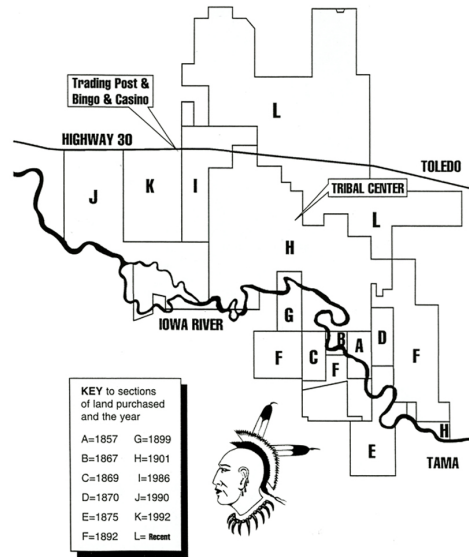 L
Trading Post &
Bingo & Casino
HIGHWAY 30
TOLEDO
J
K
I
TRIBAL CENTER
L
H
G
IOWA RIVER
B
A
D
F
C
F
F
H
E
TAMA
KEY to sections
of land purchased
and the year
A=1857 G=1899
B=1867 H=1901
C=1869 I=1986
D=1870 J=1990
E=1875 K=1992
F=1892 L= Recent